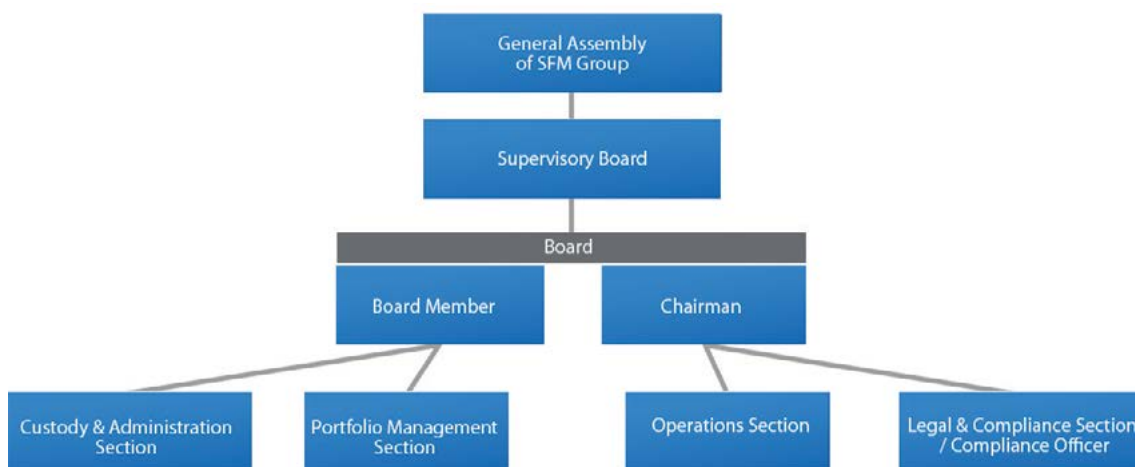 General Assembly
of SFM Group
Supervisory Board
Board
Board Member
Chairman
Custody & Administration
Section
Portfolio Management
Section
Operations Section
Legal & Compliance Section
/ Compliance Officer